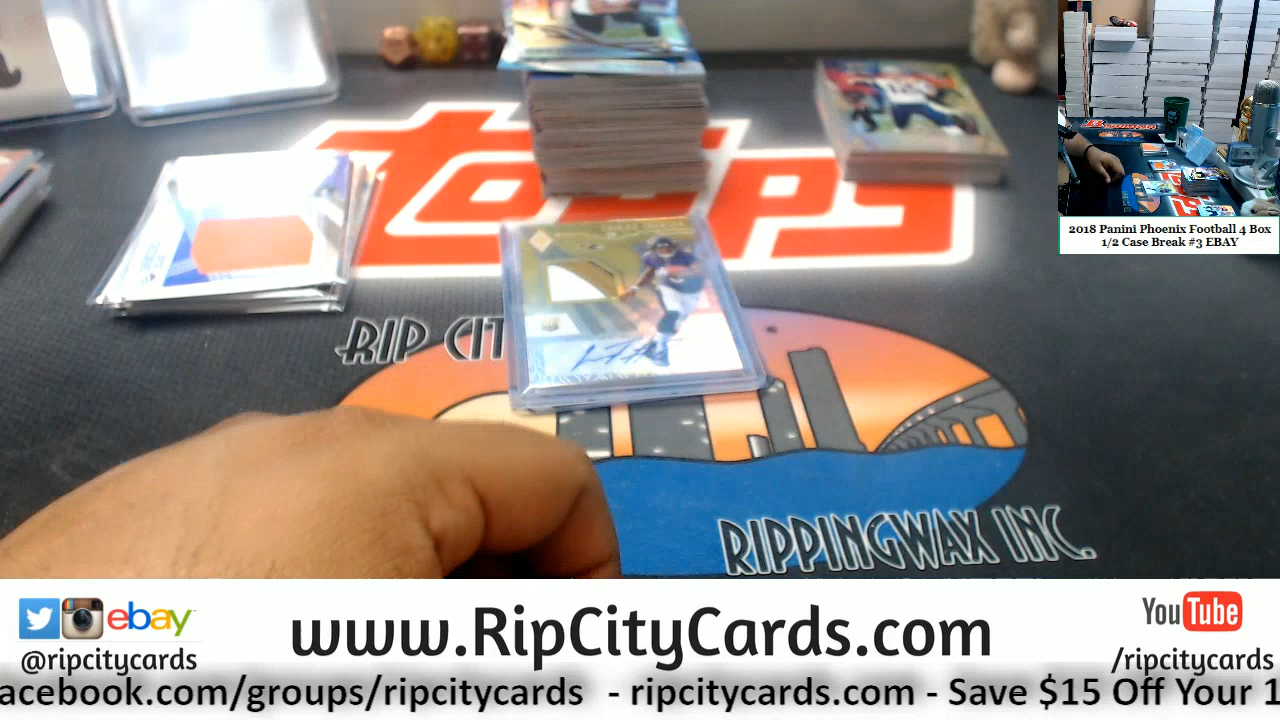 topps
RIP CIT
RIPPINGWAX INC.
Bowman
2018 Panini Phoenix Football 4 Box
1/2 Case Break #3 EBAY
ebay
@ripcitycards
www.RipCityCards.com
YouTube
/ripcitycards
acebook.com/groups/ripcitycards - ripcitycards.com - Save $15 Off Your 1